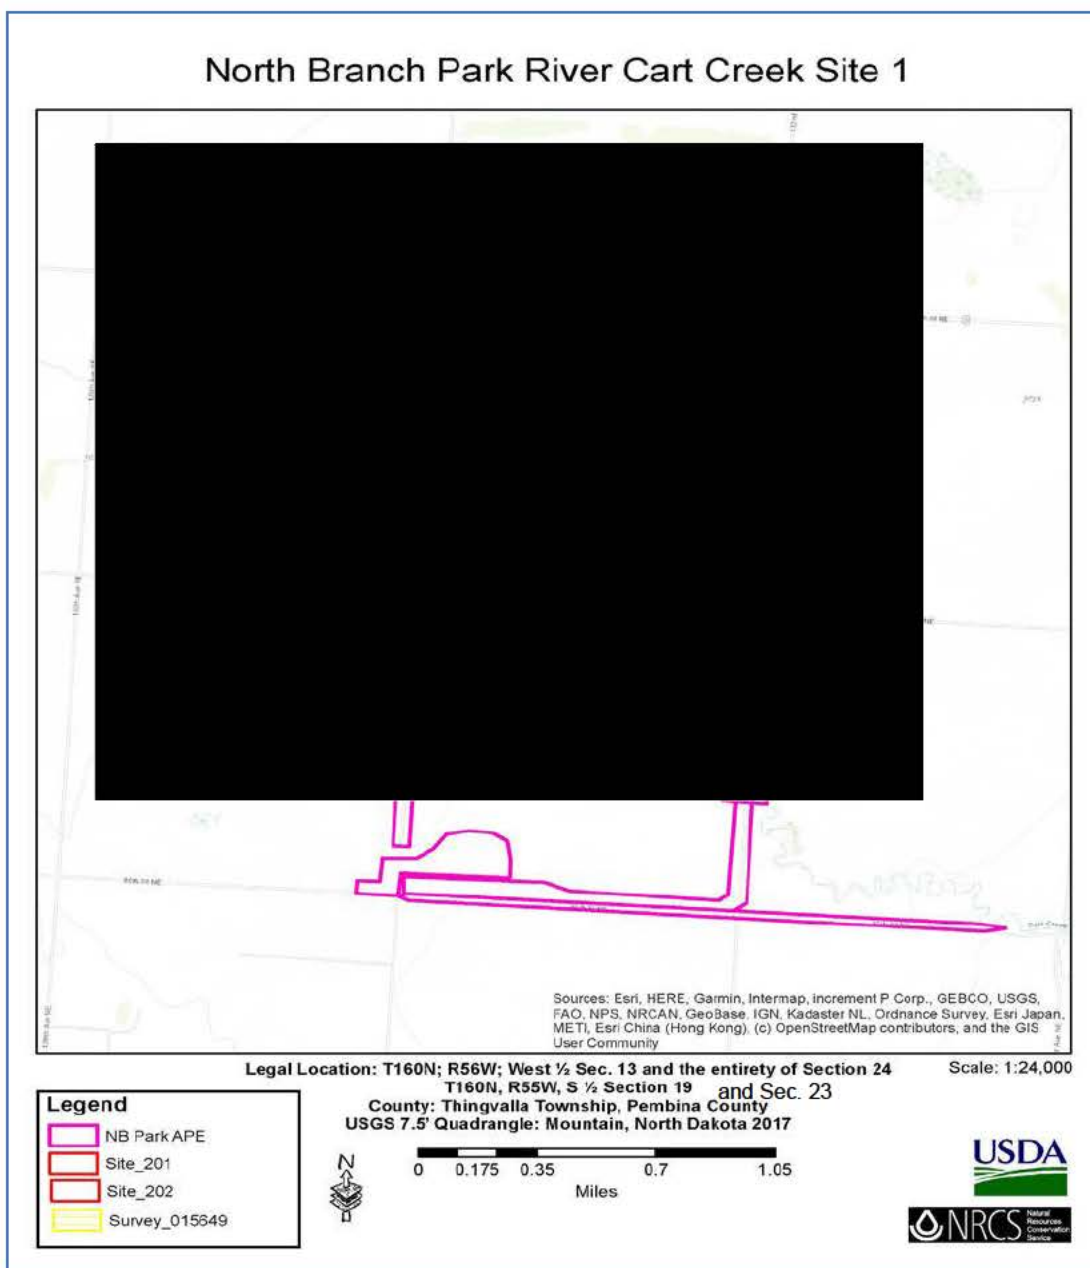 North Branch Park River Cart Creek Site 1
NE
Sources: Esri, HERE, Garmin, Intermap, increment P Corp., GEBCO, USGS,
FAO, NPS, NRCAN, GeoBase, IGN, Kadaster NL, Ordnance Survey, Esri Japan,
METI, Esri China (Hong Kong), (c) OpenStreetMap contributors, and the GIS
User Community
Legal Location: T160N; R56W; West ½ Sec. 13 and the entirety of Section 24
Scale: 1:24,000
T160N, R55W, S ½ Section 19 and Sec. 23
County: Thingvalla Township, Pembina County
USGS 7.5' Quadrangle: Mountain, North Dakota 2017
Legend
NB Park APE
Site_201
Site_202
Survey_015649
N
0 0.175 0.35 0.7 1.05
Miles
USDA
NRCS Natural
Resources
Conservation
Service